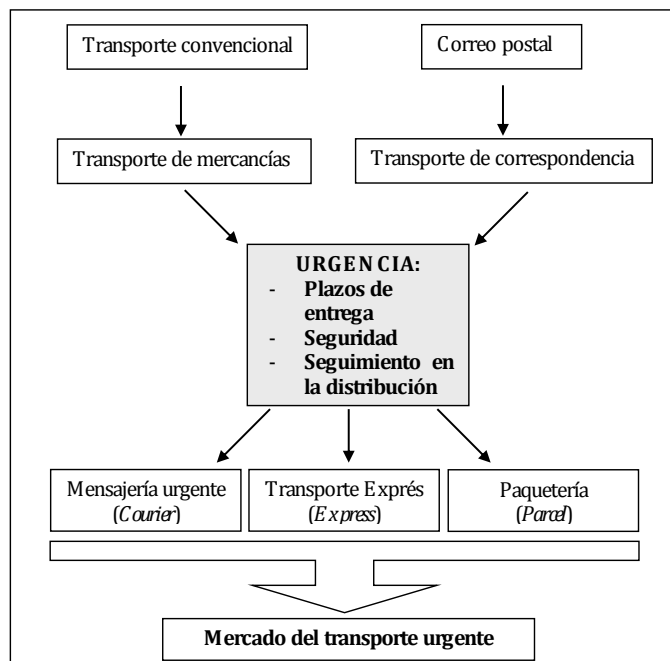 Transporte convencional
Correo postal
Transporte de mercancías
Transporte de correspondencia
URGENCIA:
- Plazos de
entrega
- Seguridad
- Seguimiento en
la distribución
Mensajería urgente
(Courier)
Transporte Exprés
(Express)
Paquetería
(Parcel)
Mercado del transporte urgente